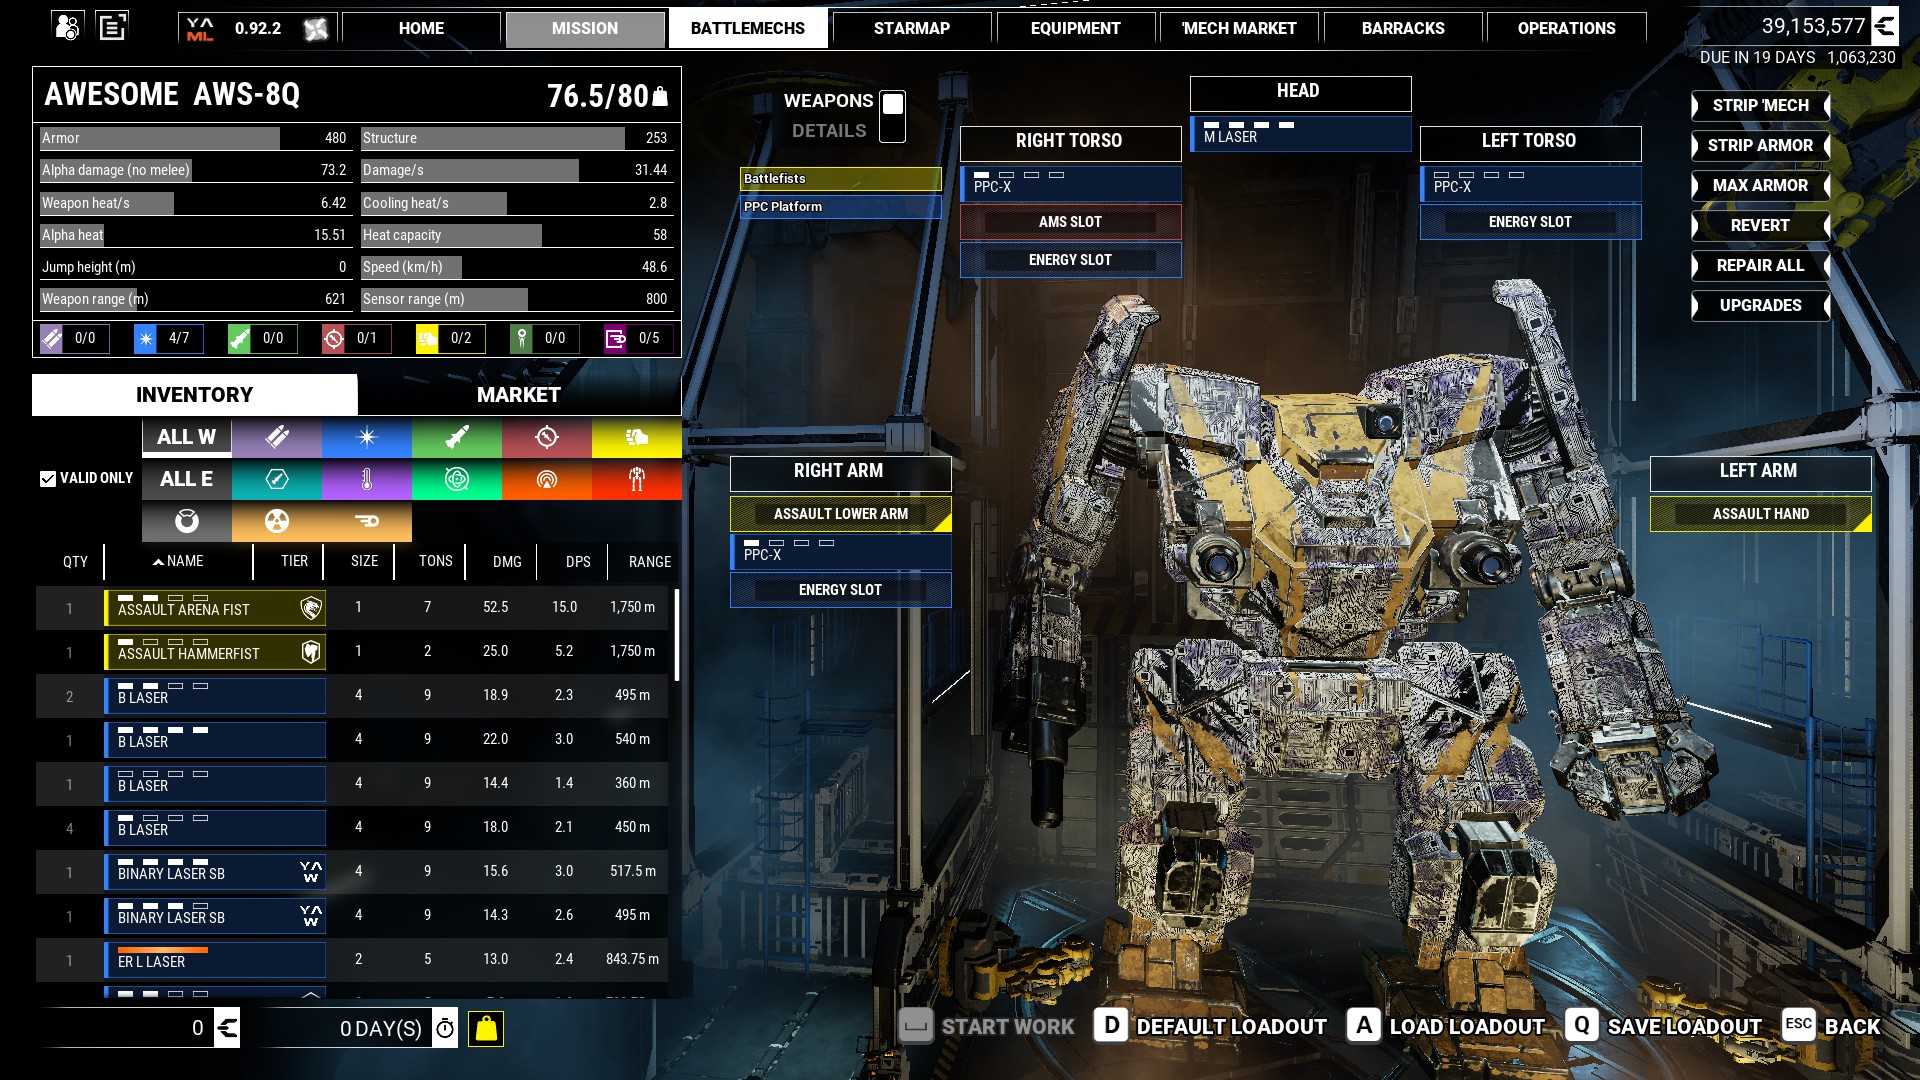 YAML 0.92.2
HOME
MISSION
BATTLEMECHS
STARMAP
EQUIPMENT
'MECH MARKET
BARRACKS
OPERATIONS
39,153,577
DUE IN 19 DAYS 1,063,230
AWESOME AWS-8Q
76.5/80
Armor 480
Structure 253
Alpha damage (no melee) 73.2
Damage/s 31.44
Weapon heat/s 6.42
Cooling heat/s 2.8
Alpha heat 15.51
Heat capacity 58
Jump height (m) 0
Speed (km/h) 48.6
Weapon range (m) 621
Sensor range (m) 800
0/0 4/7 0/0 0/1 0/2 0/0 0/5
INVENTORY
MARKET
ALL W
VALID ONLY
ALL E
QTY NAME TIER SIZE TONS DMG DPS RANGE
1 ASSAULT ARENA FIST 1 7 52.5 15.0 1,750 m
1 ASSAULT HAMMERFIST 1 2 25.0 5.2 1,750 m
2 B LASER 4 9 18.9 2.3 495 m
1 B LASER 4 9 22.0 3.0 540 m
1 B LASER 4 9 14.4 1.4 360 m
4 B LASER 4 9 18.0 2.1 450 m
1 BINARY LASER SB YAW 4 9 15.6 3.0 517.5 m
1 BINARY LASER SB YAW 4 9 14.3 2.6 495 m
1 ER L LASER 2 5 13.0 2.4 843.75 m
0
0 DAY(S)
WEAPONS
DETAILS
Battlefists
PPC Platform
HEAD
M LASER
RIGHT TORSO
PPC-X
AMS SLOT
ENERGY SLOT
LEFT TORSO
PPC-X
ENERGY SLOT
RIGHT ARM
ASSAULT LOWER ARM
PPC-X
ENERGY SLOT
LEFT ARM
ASSAULT HAND
STRIP 'MECH
STRIP ARMOR
MAX ARMOR
REVERT
REPAIR ALL
UPGRADES
START WORK
D DEFAULT LOADOUT
A LOAD LOADOUT
Q SAVE LOADOUT
ESC BACK